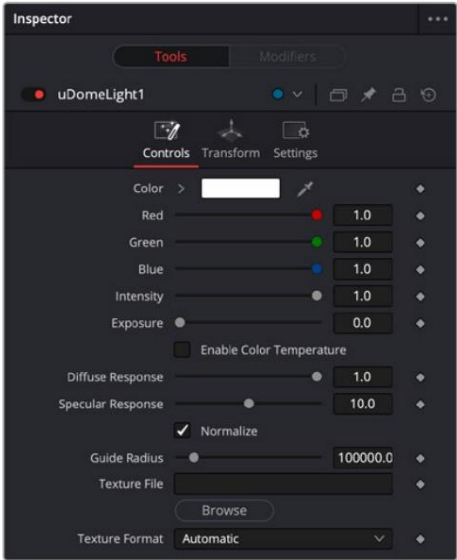 Inspector
Tools Modifiers
uDomeLight1
Controls Transform Settings
Color
Red 1.0
Green 1.0
Blue 1.0
Intensity 1.0
Exposure 0.0
Enable Color Temperature
Diffuse Response 1.0
Specular Response 10.0
Normalize
Guide Radius 100000.0
Texture File
Browse
Texture Format Automatic